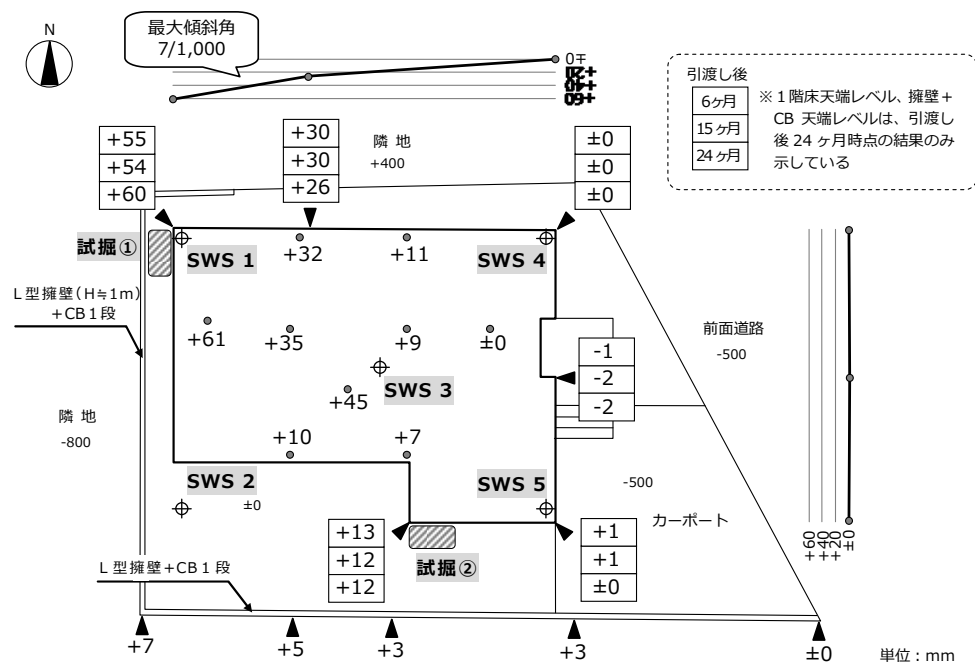 N
最大傾斜角
7/1,000
±0
+20
+40
+60
引渡し後
6ヶ月
15ヶ月
24ヶ月
※1階床天端レベル、擁壁+
CB 天端レベルは、引渡し
後 24 ヶ月時点の結果のみ
示している
+55
+54
+60
+30
+30
+26
隣 地
+400
±0
±0
±0
試掘①
SWS 1
+32
+11
SWS 4
L型擁壁(H≒1m)
+CB1段
+61
+35
+9
±0
前面道路
-500
-1
-2
-2
SWS 3
+45
隣 地
-800
+10
+7
SWS 2
±0
SWS 5
-500
カーポート
+13
+12
+12
試掘②
+1
+1
±0
+60
+40
+20
±0
L型擁壁+CB1段
+7
+5
+3
+3
±0
単位:mm